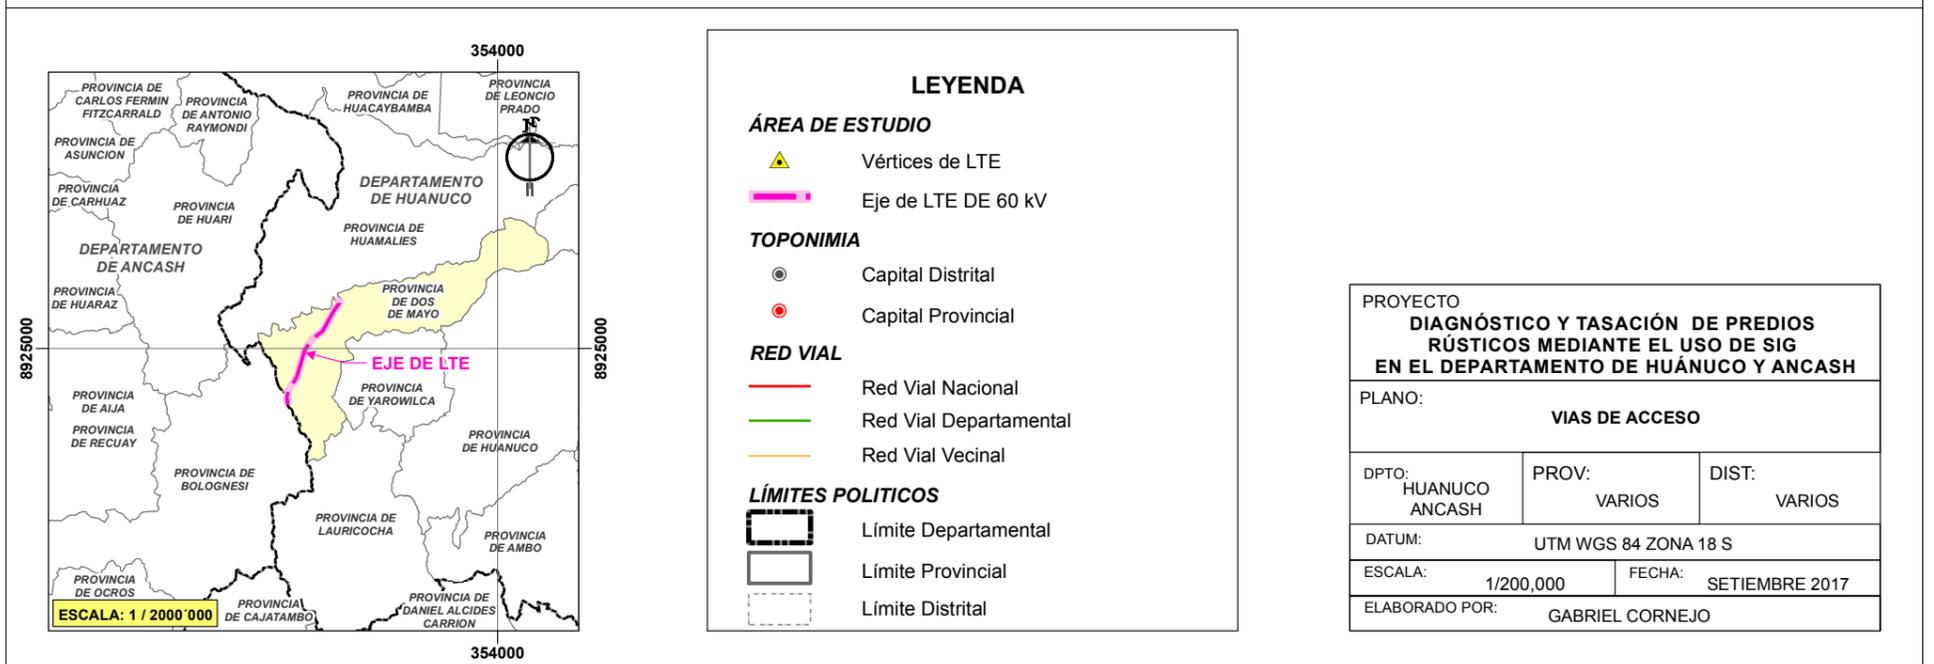 354000
PROVINCIA DE
CARLOS FERMIN
FITZCARRALD
PROVINCIA
DE ANTONIO
RAYMONDI
PROVINCIA DE
HUACAYBAMBA
PROVINCIA
DE LEONCIO
PRADO
PROVINCIA DE
ASUNCION
PROVINCIA
DE CARHUAZ
PROVINCIA
DE HUARI
DEPARTAMENTO
DE HUANUCO
PROVINCIA DE
HUAMALIES
DEPARTAMENTO
DE ANCASH
PROVINCIA
DE HUARAZ
PROVINCIA
DE DOS
DE MAYO
8925000
8925000
EJE DE LTE
PROVINCIA
DE YAROWILCA
PROVINCIA
DE AIJA
PROVINCIA
DE RECUAY
PROVINCIA
DE HUANUCO
PROVINCIA DE
BOLOGNESI
PROVINCIA DE
LAURICOCHA
PROVINCIA
DE AMBO
PROVINCIA
DE OCROS
PROVINCIA
DE CAJATAMBO
PROVINCIA DE
DANIEL ALCIDES
CARRION
ESCALA: 1 / 2000´000
354000
LEYENDA
ÁREA DE ESTUDIO
Vértices de LTE
Eje de LTE DE 60 kV
TOPONIMIA
Capital Distrital
Capital Provincial
RED VIAL
Red Vial Nacional
Red Vial Departamental
Red Vial Vecinal
LÍMITES POLITICOS
Límite Departamental
Límite Provincial
Límite Distrital
PROYECTO
DIAGNÓSTICO Y TASACIÓN DE PREDIOS
RÚSTICOS MEDIANTE EL USO DE SIG
EN EL DEPARTAMENTO DE HUÁNUCO Y ANCASH
PLANO:
VIAS DE ACCESO
DPTO:
HUANUCO
ANCASH
PROV:
VARIOS
DIST:
VARIOS
DATUM:
UTM WGS 84 ZONA 18 S
ESCALA:
1/200,000
FECHA:
SETIEMBRE 2017
ELABORADO POR:
GABRIEL CORNEJO